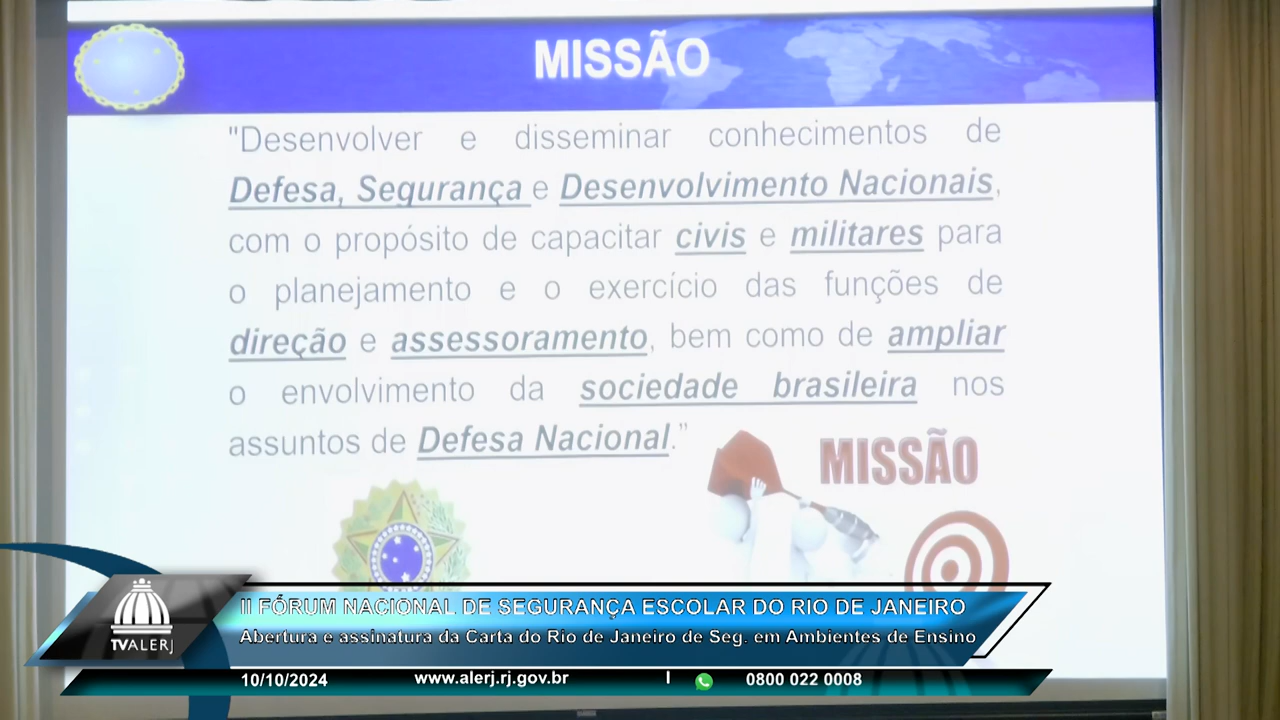 MISSÃO
"Desenvolver e disseminar conhecimentos de
Defesa, Segurança e Desenvolvimento Nacionais,
com o propósito de capacitar civis e militares para
o planejamento e o exercício das funções de
direção e assessoramento, bem como de ampliar
o envolvimento da sociedade brasileira nos
assuntos de Defesa Nacional.”
MISSÃO
II FÓRUM NACIONAL DE SEGURANÇA ESCOLAR DO RIO DE JANEIRO
Abertura e assinatura da Carta do Rio de Janeiro de Seg. em Ambientes de Ensino
TVALERJ
10/10/2024 www.alerj.rj.gov.br | 0800 022 0008